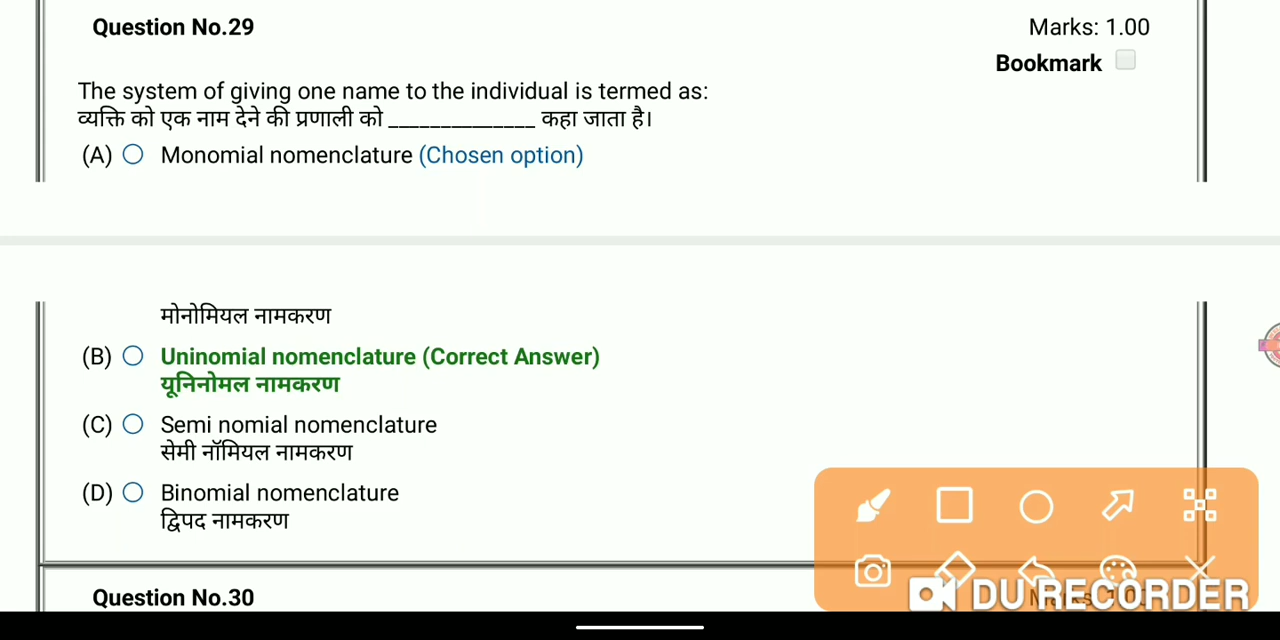 Question No.29 Marks: 1.00
Bookmark
The system of giving one name to the individual is termed as:
व्यक्ति को एक नाम देने की प्रणाली को ______________ कहा जाता है।
(A) Monomial nomenclature (Chosen option)
मोनोमियल नामकरण
(B) Uninomial nomenclature (Correct Answer)
यूनिनोमल नामकरण
(C) Semi nomial nomenclature
सेमी नॉमियल नामकरण
(D) Binomial nomenclature
द्विपद नामकरण
DU RECORDER
Question No.30